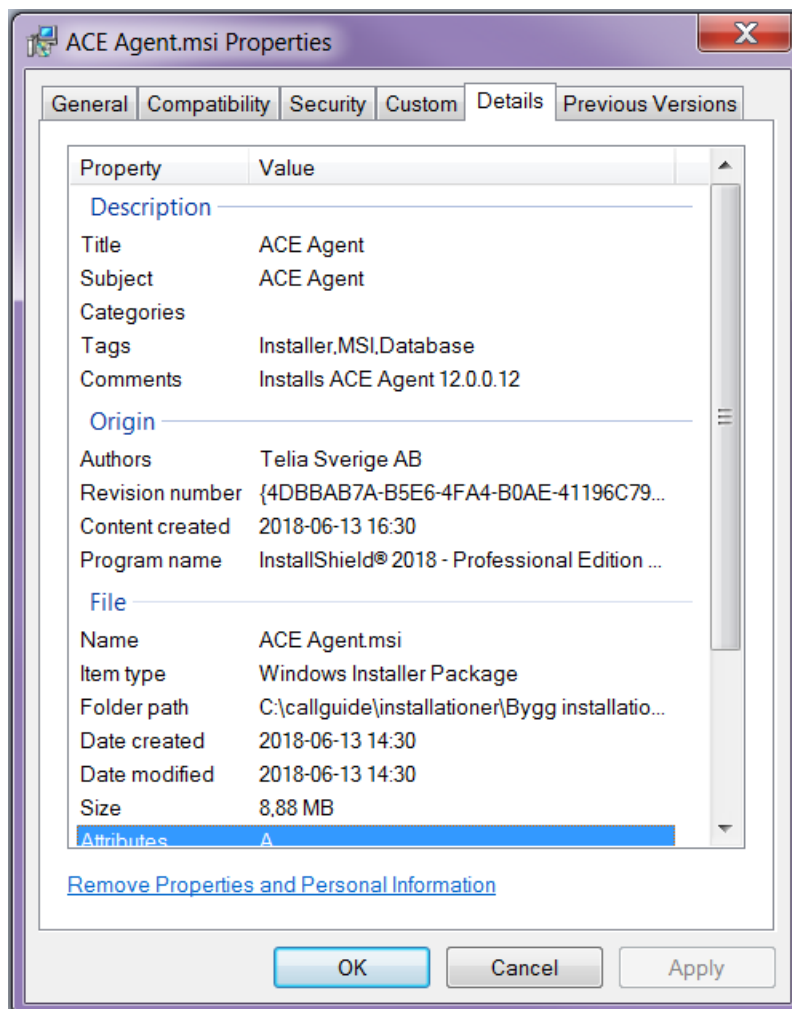 ACE Agent.msi Properties
General Compatibility Security Custom Details Previous Versions
Property Value
Description
Title ACE Agent
Subject ACE Agent
Categories
Tags Installer,MSI,Database
Comments Installs ACE Agent 12.0.0.12
Origin
Authors Telia Sverige AB
Revision number {4DBBAB7A-B5E6-4FA4-B0AE-41196C79...
Content created 2018-06-13 16:30
Program name InstallShield® 2018 - Professional Edition ...
File
Name ACE Agent.msi
Item type Windows Installer Package
Folder path C:\callguide\installationer\Bygg installatio...
Date created 2018-06-13 14:30
Date modified 2018-06-13 14:30
Size 8,88 MB
Attributes A
Remove Properties and Personal Information
OK Cancel Apply